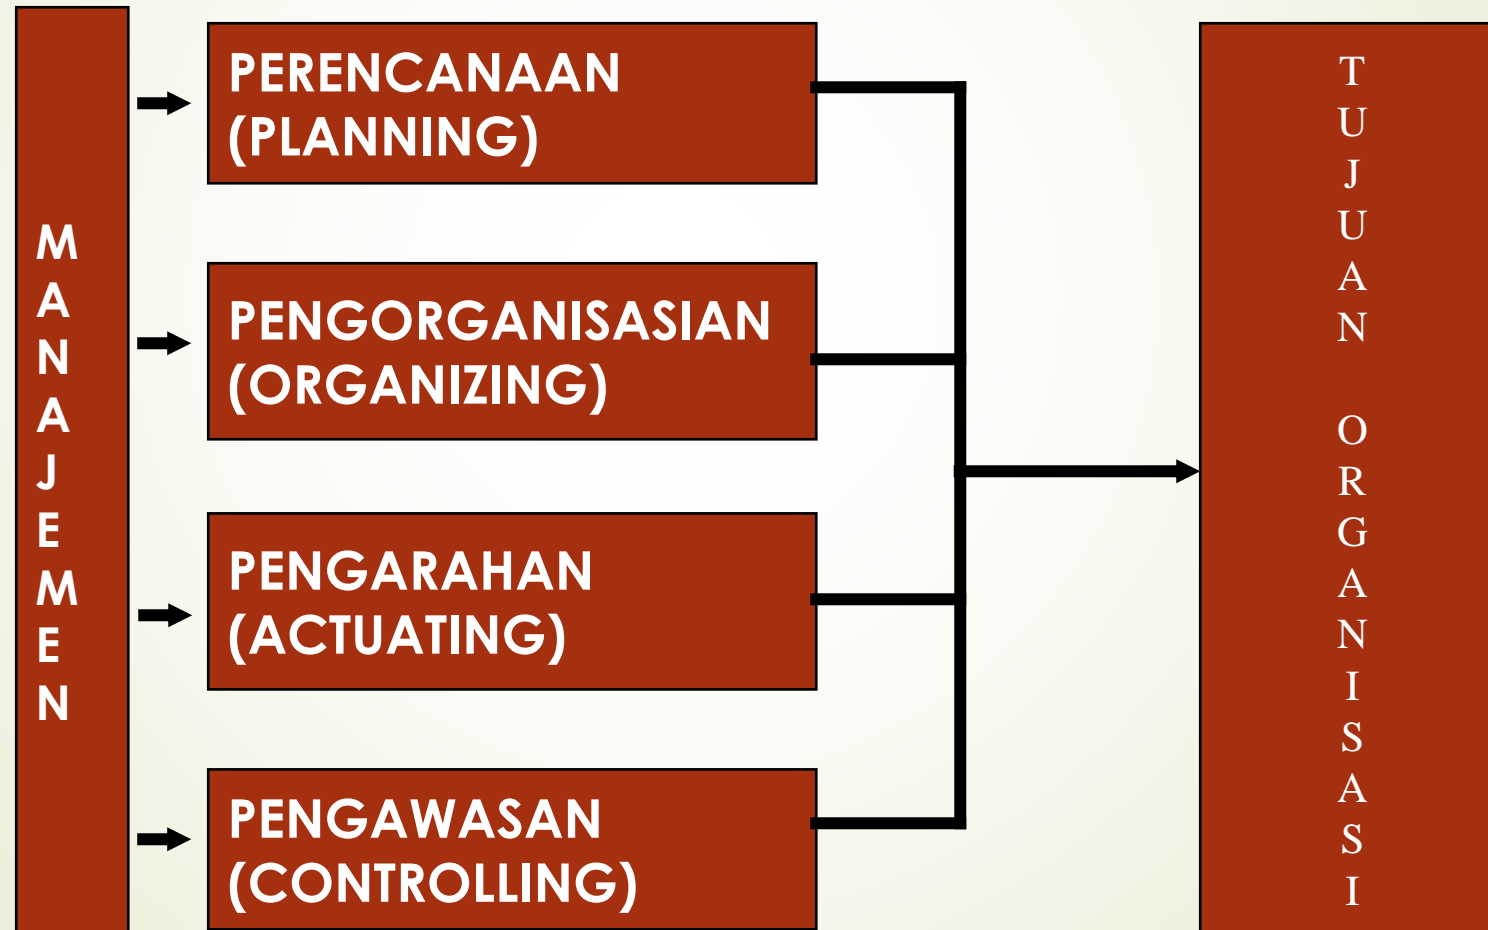 MANAJEMEN
PERENCANAAN
(PLANNING)
PENGORGANISASIAN
(ORGANIZING)
PENGARAHAN
(ACTUATING)
PENGAWASAN
(CONTROLLING)
TUJUAN ORGANISASI